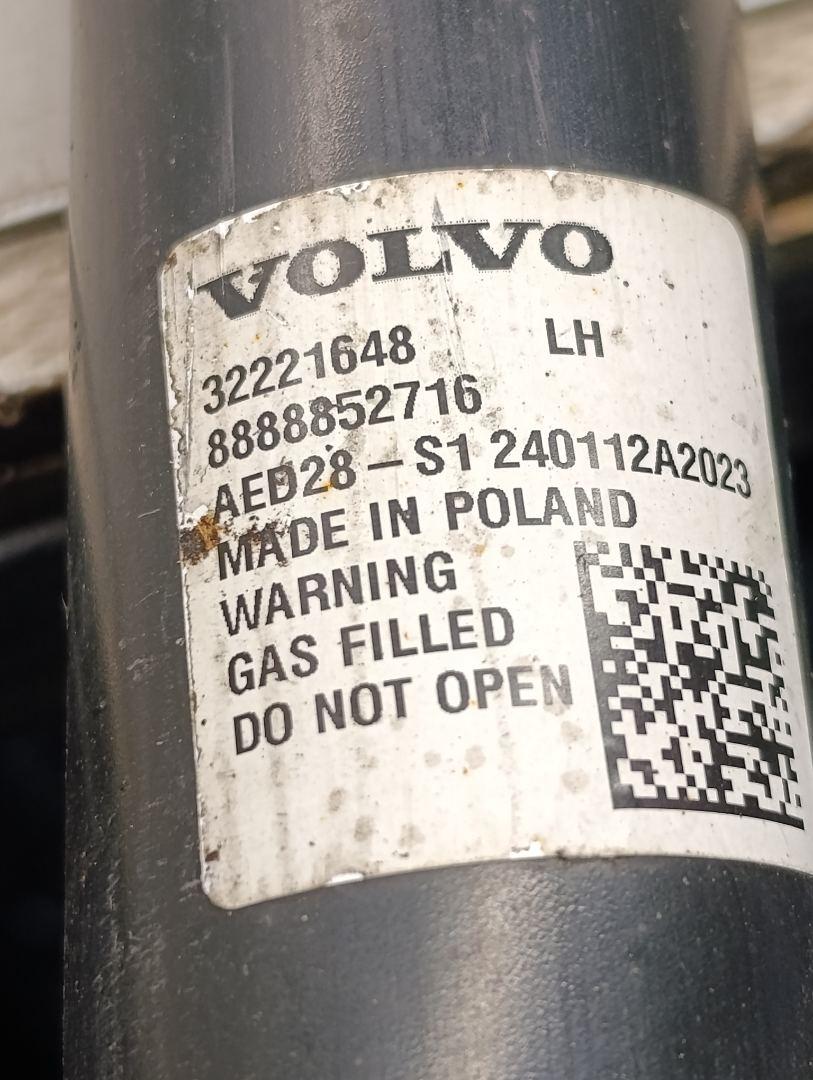 VOLVO
32221648 LH
8888852716
AED28 – S1 240112A2023
MADE IN POLAND
WARNING
GAS FILLED
DO NOT OPEN